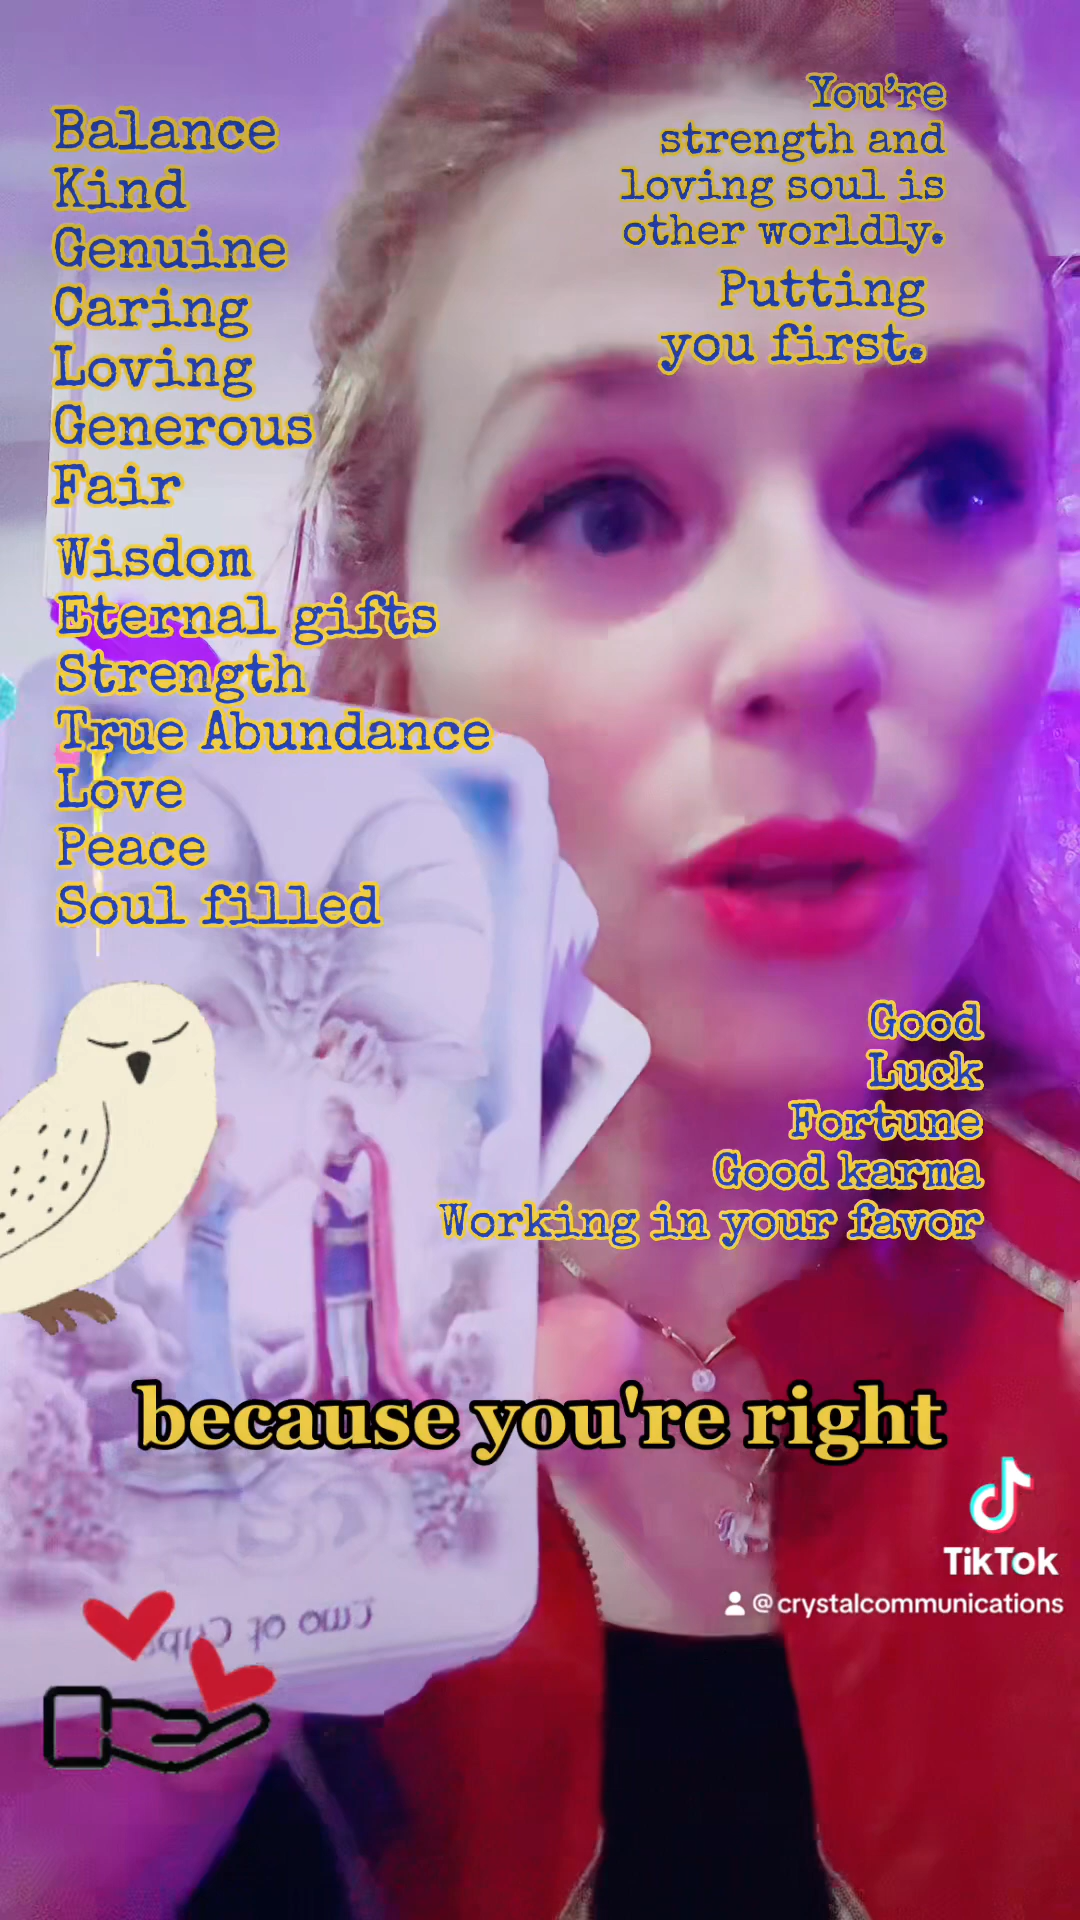 Balance
Kind
Genuine
Caring
Loving
Generous
Fair
Wisdom
Eternal gifts
Strength
True Abundance
Love
Peace
Soul filled
You're
strength and
loving soul is
other worldly.
Putting
you first.
Good
Luck
Fortune
Good karma
Working in your favor
because you're right
TikTok
@crystalcommunications
Two of Cups